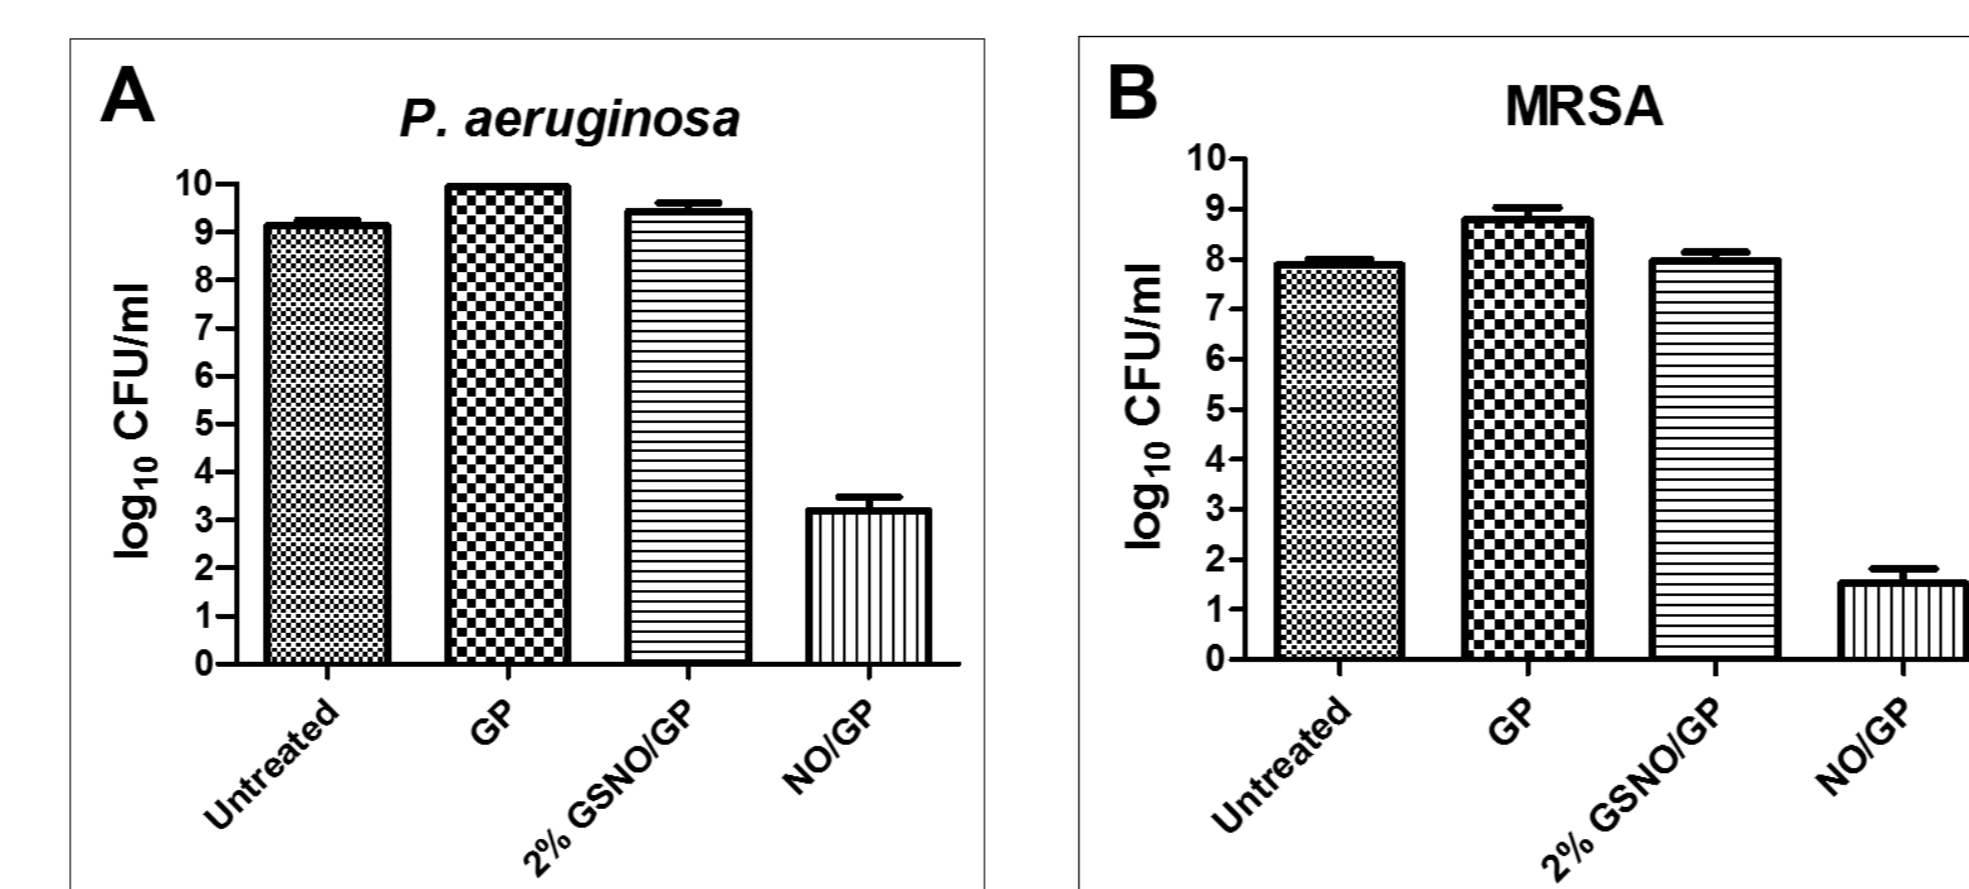 A
P. aeruginosa
log10 CFU/ml
10
9
8
7
6
5
4
3
2
1
0
Untreated
GP
2% GSNO/GP
NO/GP
B
MRSA
log10 CFU/ml
10
9
8
7
6
5
4
3
2
1
0
Untreated
GP
2% GSNO/GP
NO/GP